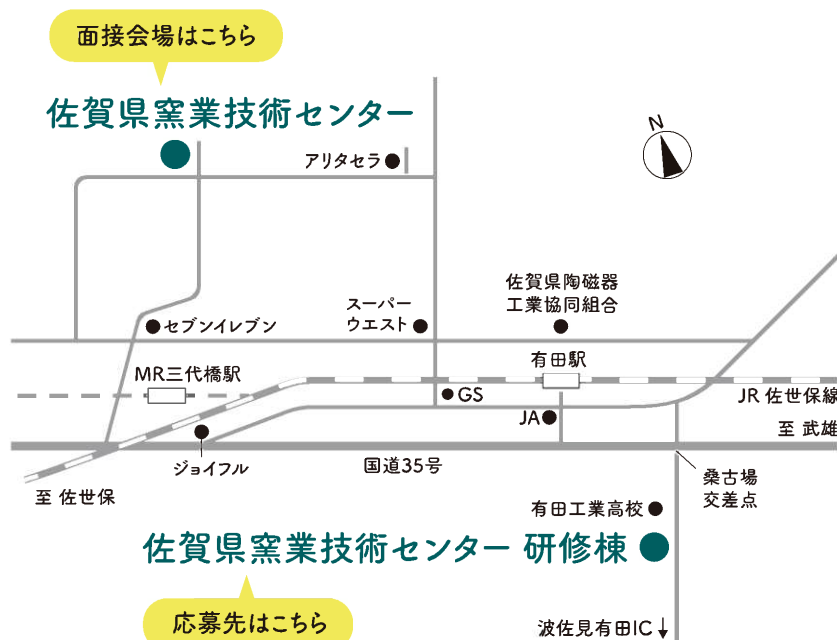 面接会場はこちら
佐賀県窯業技術センター
N
アリタセラ
佐賀県陶磁器
工業協同組合
スーパー
ウエスト
セブンイレブン
有田駅
MR三代橋駅
GS
JR 佐世保線
JA
至 武雄
ジョイフル
国道35号
桑古場
交差点
至 佐世保
有田工業高校
佐賀県窯業技術センター 研修棟
応募先はこちら
波佐見有田IC↓